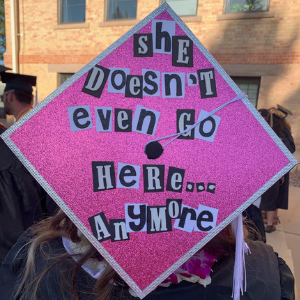 shE
DoEsn'T
even Go
HeRe...
AnyMoRe